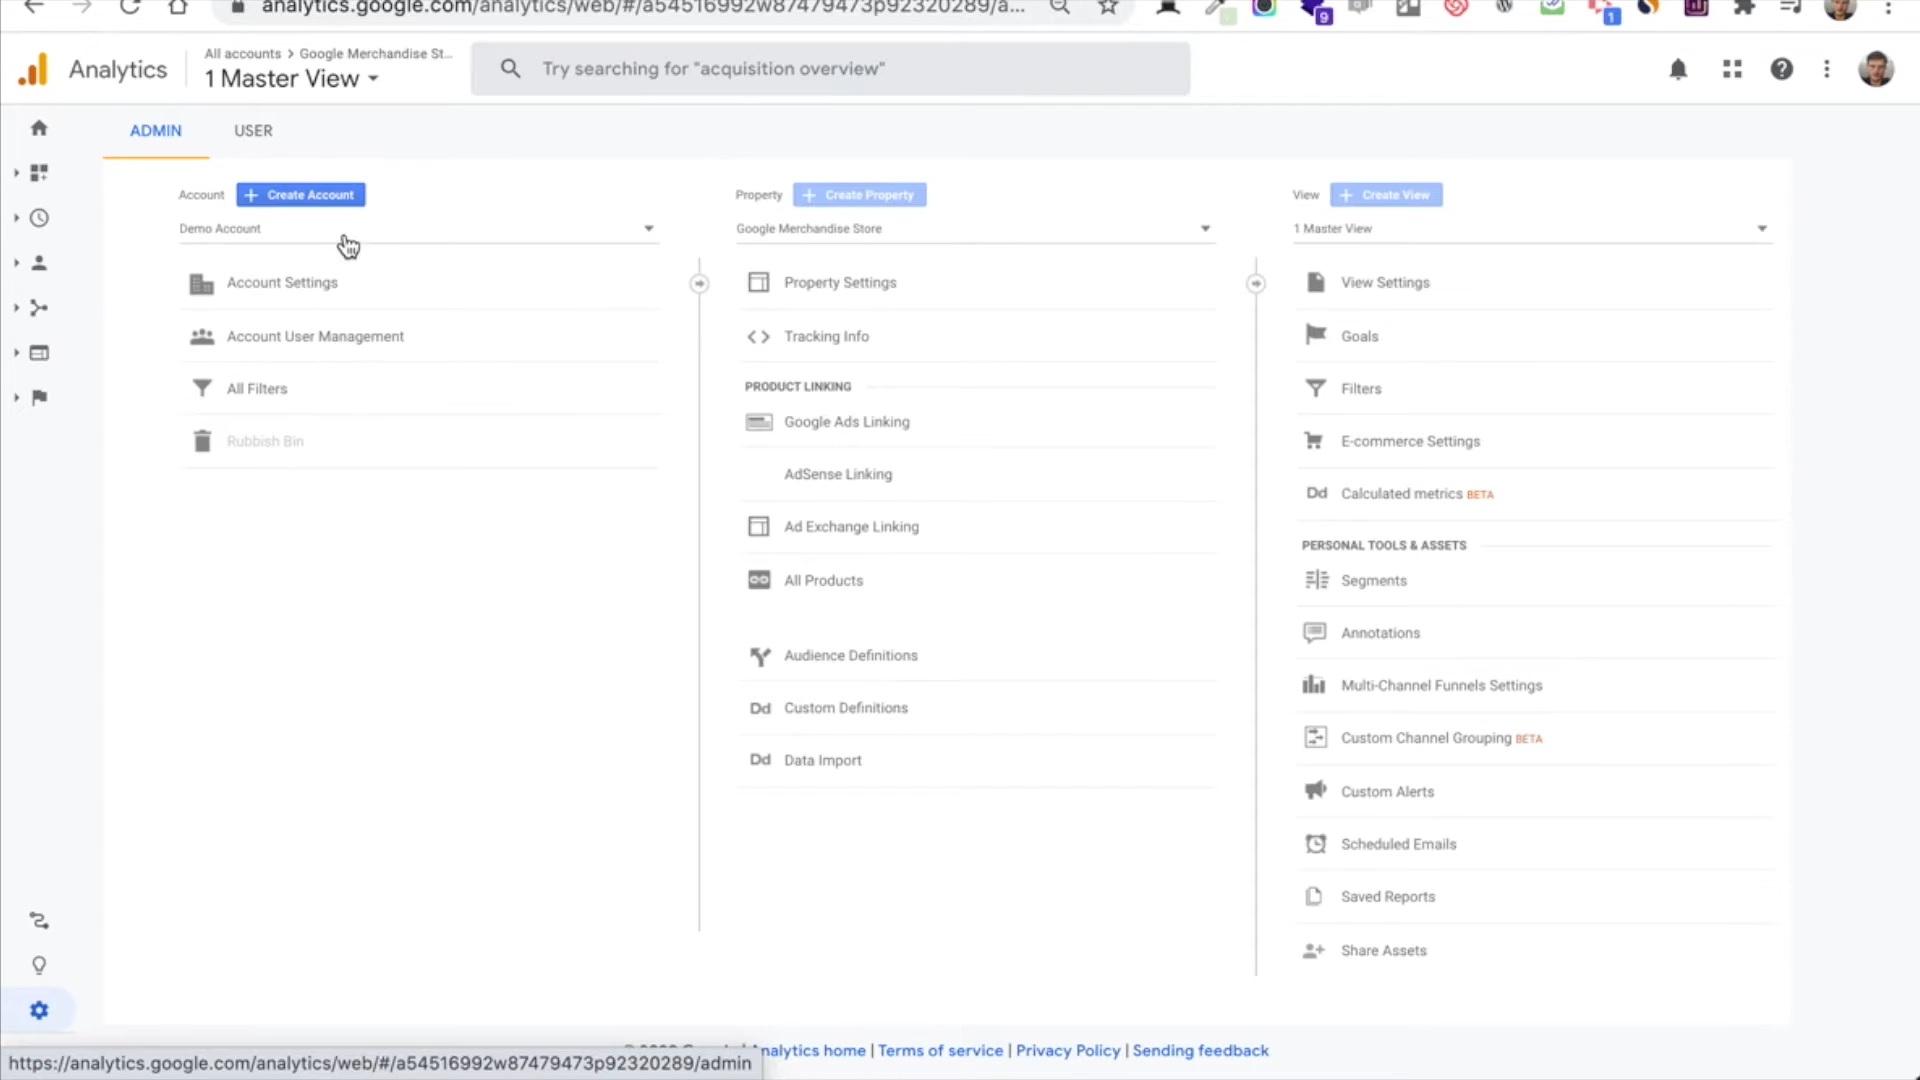 analytics.google.com/analytics/web/#/a54516992w87479473p92320289/a...
9
1
Analytics
All accounts > Google Merchandise St...
1 Master View
Try searching for "acquisition overview"
ADMIN
USER
Account
+ Create Account
Demo Account
Account Settings
Account User Management
All Filters
Rubbish Bin
Property
+ Create Property
Google Merchandise Store
Property Settings
<> Tracking Info
PRODUCT LINKING
Google Ads Linking
AdSense Linking
Ad Exchange Linking
All Products
Audience Definitions
Dd Custom Definitions
Dd Data Import
View
+ Create View
1 Master View
View Settings
Goals
Filters
E-commerce Settings
Dd Calculated metrics BETA
PERSONAL TOOLS & ASSETS
Segments
Annotations
Multi-Channel Funnels Settings
Custom Channel Grouping BETA
Custom Alerts
Scheduled Emails
Saved Reports
Share Assets
Analytics home | Terms of service | Privacy Policy | Sending feedback
https://analytics.google.com/analytics/web/#/a54516992w87479473p92320289/admin